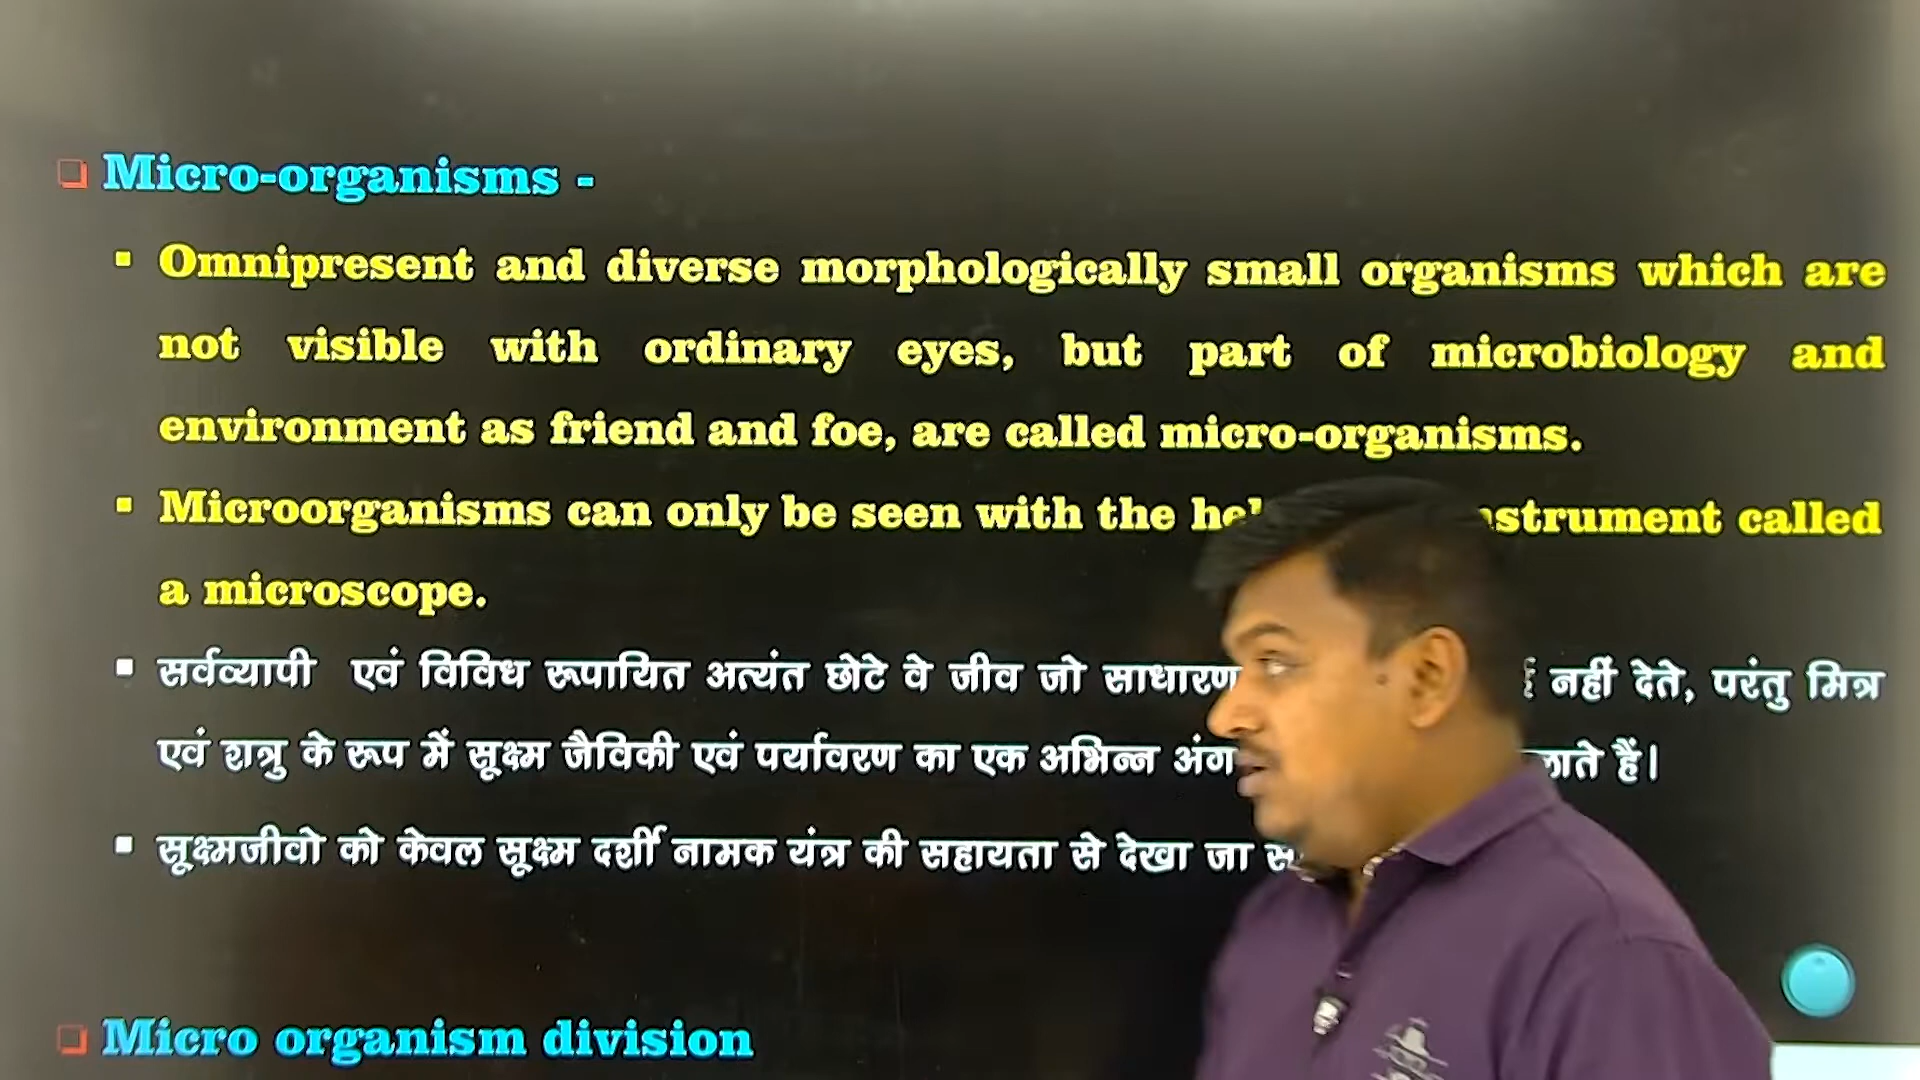 Micro-organisms -
Omnipresent and diverse morphologically small organisms which are
not visible with ordinary eyes, but part of microbiology and
environment as friend and foe, are called micro-organisms.
Microorganisms can only be seen with the called
a microscope.
सर्वव्यापी एवं विविध रूपायित अत्यंत छोटे वे जीव जो साधारण नहीं देते, परंतु मित्र
एवं शत्रु के रूप में सूक्ष्म जैविकी एवं पर्यावरण का एक अभिन्न अंग हैं।
सूक्ष्मजीवो को केवल सूक्ष्म दर्शी नामक यंत्र की सहायता से देखा जा
Micro organism division